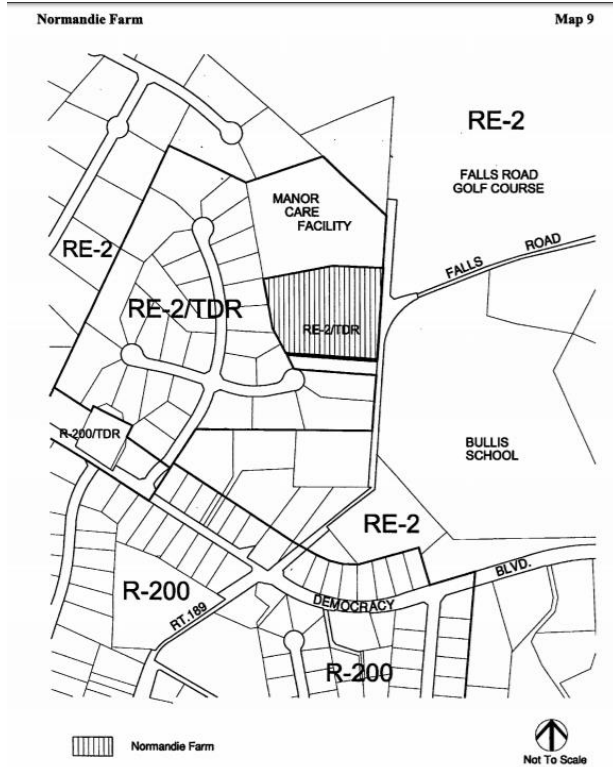 Normandie Farm
Map 9
RE-2
FALLS ROAD
GOLF COURSE
MANOR
CARE
FACILITY
RE-2
FALLS ROAD
RE-2/TDR
RE-2/TDR
R-200/TDR
BULLIS
SCHOOL
RE-2
R-200
RT.189
DEMOCRACY BLVD.
R-200
Normandie Farm
Not To Scale